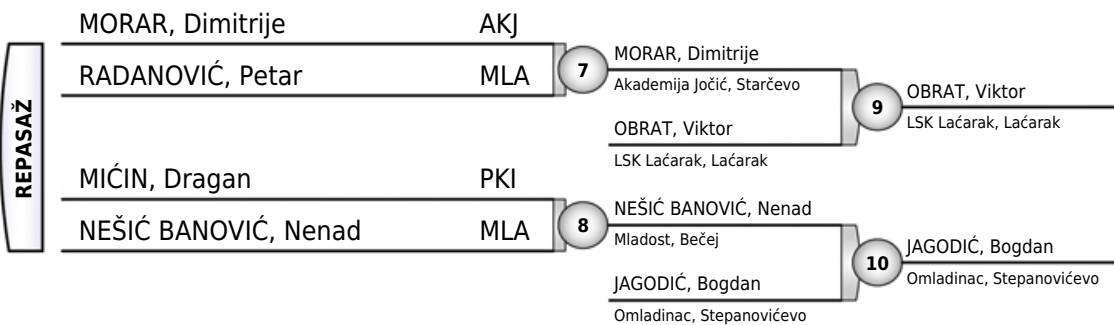 REPASAŽ
MORAR, Dimitrije AKJ
RADANOVIĆ, Petar MLA
7
MORAR, Dimitrije
Akademija Jočić, Starčevo
OBRAT, Viktor
LSK Laćarak, Laćarak
9
OBRAT, Viktor
LSK Laćarak, Laćarak
MIĆIN, Dragan PKI
NEŠIĆ BANOVIĆ, Nenad MLA
8
NEŠIĆ BANOVIĆ, Nenad
Mladost, Bečej
JAGODIĆ, Bogdan
Omladinac, Stepanovićevo
10
JAGODIĆ, Bogdan
Omladinac, Stepanovićevo